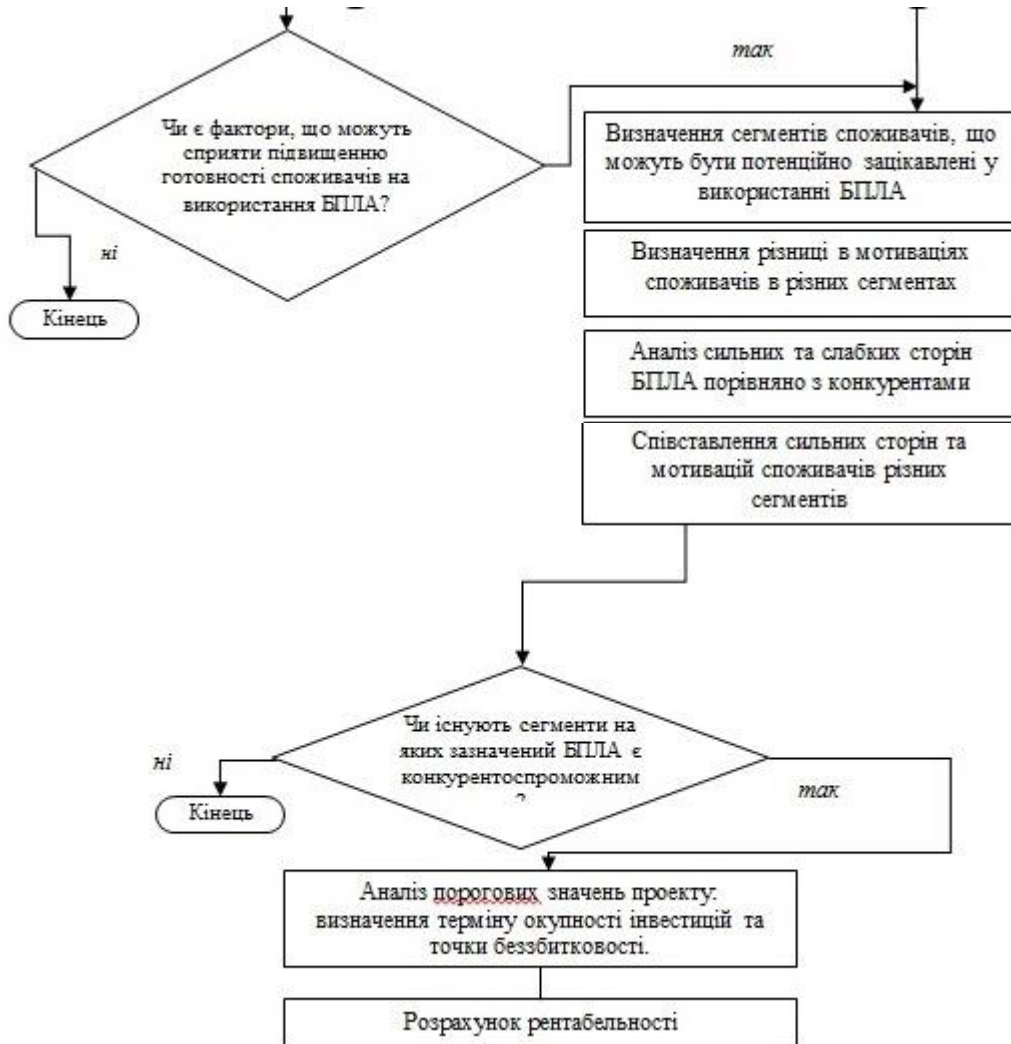 так
Чи є фактори, що можуть
сприяти підвищенню
готовності споживачів на
використання БПЛА?
ні
Кінець
Визначення сегментів споживачів, що
можуть бути потенційно зацікавлені у
використанні БПЛА
Визначення різниці в мотиваціях
споживачів в різних сегментах
Аналіз сильних та слабких сторін
БПЛА порівняно з конкурентами
Співставлення сильних сторін та
мотивацій споживачів різних
сегментів
Чи існують сегменти на
яких зазначений БПЛА є
конкурентоспроможним
?
ні
Кінець
так
Аналіз порогових значень проекту:
визначення терміну окупності інвестицій та
точки беззбитковості.
Розрахунок рентабельності